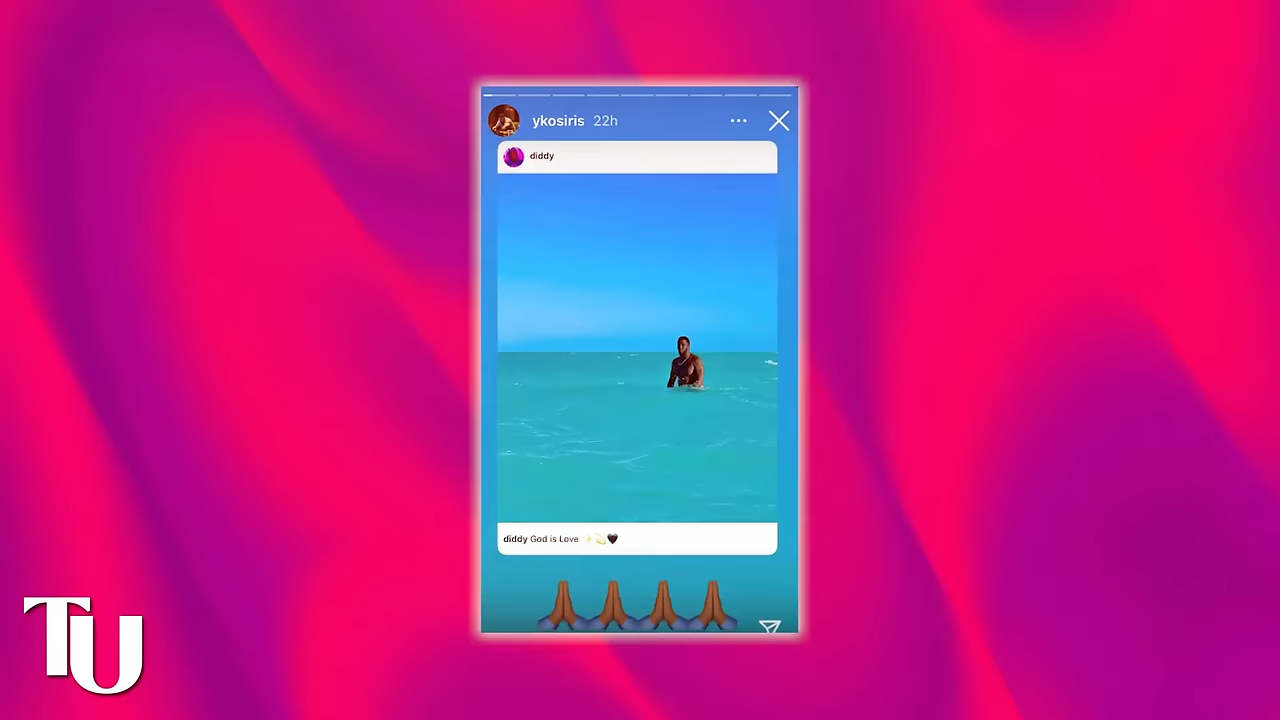 ykosiris 22h
diddy
diddy God is Love ✨💫🖤
🙏🏾🙏🏾🙏🏾🙏🏾
TU